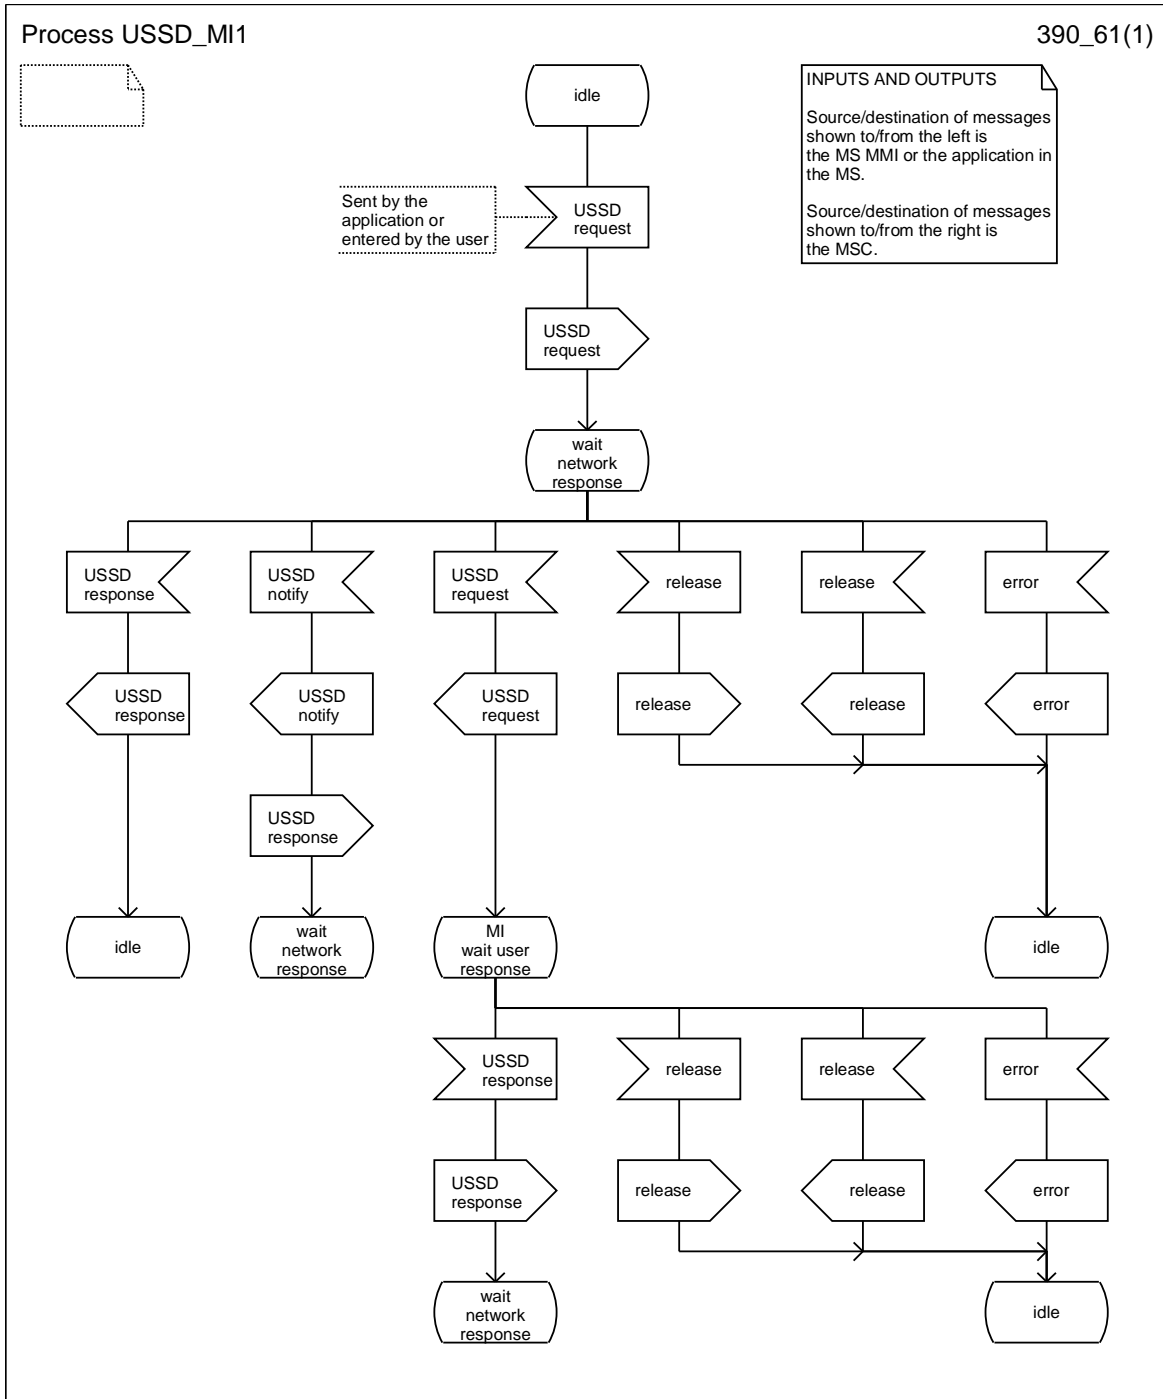 Process USSD_MI1
390_61(1)
idle
INPUTS AND OUTPUTS
Source/destination of messages
shown to/from the left is
the MS MMI or the application in
the MS.
Source/destination of messages
shown to/from the right is
the MSC.
Sent by the
application or
entered by the user
USSD
request
USSD
request
wait
network
response
USSD
response
USSD
notify
USSD
request
release
release
error
USSD
response
USSD
notify
USSD
request
release
release
error
USSD
response
idle
wait
network
response
MI
wait user
response
idle
USSD
response
release
release
error
USSD
response
release
release
error
wait
network
response
idle